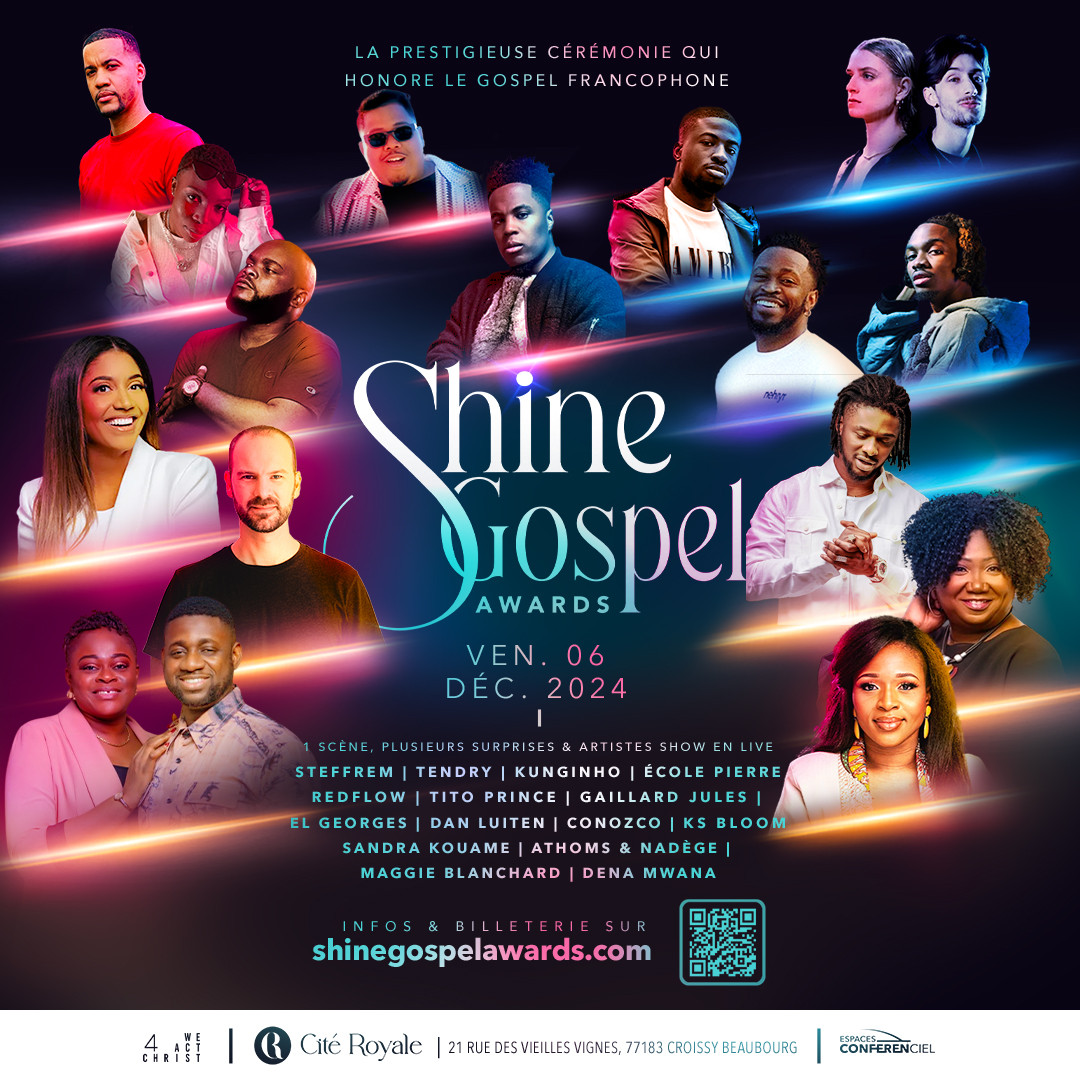 LA PRESTIGIEUSE CÉRÉMONIE QUI
HONORE LE GOSPEL FRANCOPHONE
AMIRI
nehryi
Shine
Gospel
AWARDS
VEN. 06
DÉC. 2024
1 SCÈNE, PLUSIEURS SURPRISES & ARTISTES SHOW EN LIVE
STEFFREM | TENDRY | KUNGINHO | ÉCOLE PIERRE
REDFLOW | TITO PRINCE | GAILLARD JULES |
EL GEORGES | DAN LUITEN | CONOZCO | KS BLOOM
SANDRA KOUAME | ATHOMS & NADÈGE |
MAGGIE BLANCHARD | DENA MWANA
INFOS & BILLETERIE SUR
shinegospelawards.com
4 WE ACT CHRIST | R Cité Royale | 21 RUE DES VIEILLES VIGNES, 77183 CROISSY BEAUBOURG | ESPACES CONFERENCIEL